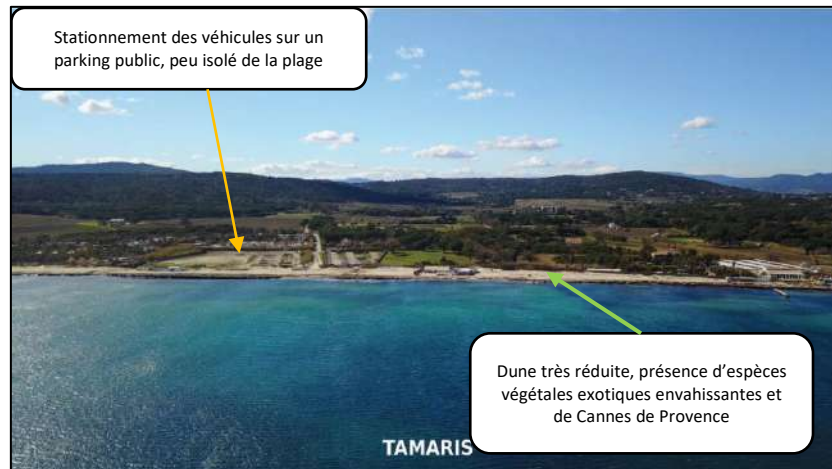 Stationnement des véhicules sur un
parking public, peu isolé de la plage
Dune très réduite, présence d'espèces
végétales exotiques envahissantes et
de Cannes de Provence
TAMARIS